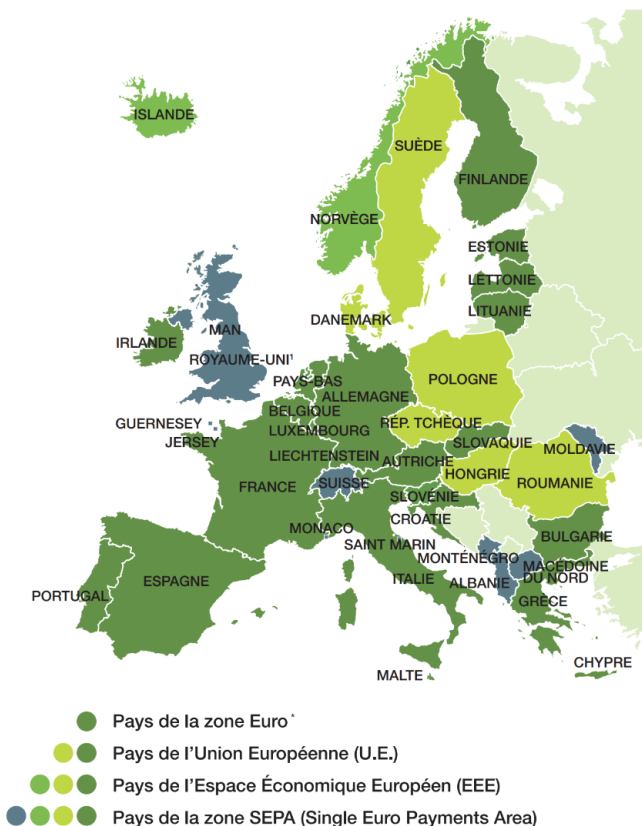 ISLANDE
SUÈDE
FINLANDE
NORVÈGE
ESTONIE
LETTONIE
LITUANIE
DANEMARK
MAN
IRLANDE
ROYAUME-UNI¹
PAYS-BAS
POLOGNE
ALLEMAGNE
BELGIQUE
GUERNESEY
RÉP. TCHÈQUE
LUXEMBOURG
JERSEY
SLOVAQUIE
MOLDAVIE
LIECHTENSTEIN
AUTRICHE
HONGRIE
SUISSE
ROUMANIE
FRANCE
SLOVÉNIE
CROATIE
MONACO
BULGARIE
SAINT MARIN
MONTÉNÉGRO
MACÉDOINE
DU NORD
ESPAGNE
ITALIE
ALBANIE
PORTUGAL
GRÈCE
CHYPRE
MALTE
Pays de la zone Euro*
Pays de l'Union Européenne (U.E.)
Pays de l'Espace Économique Européen (EEE)
Pays de la zone SEPA (Single Euro Payments Area)